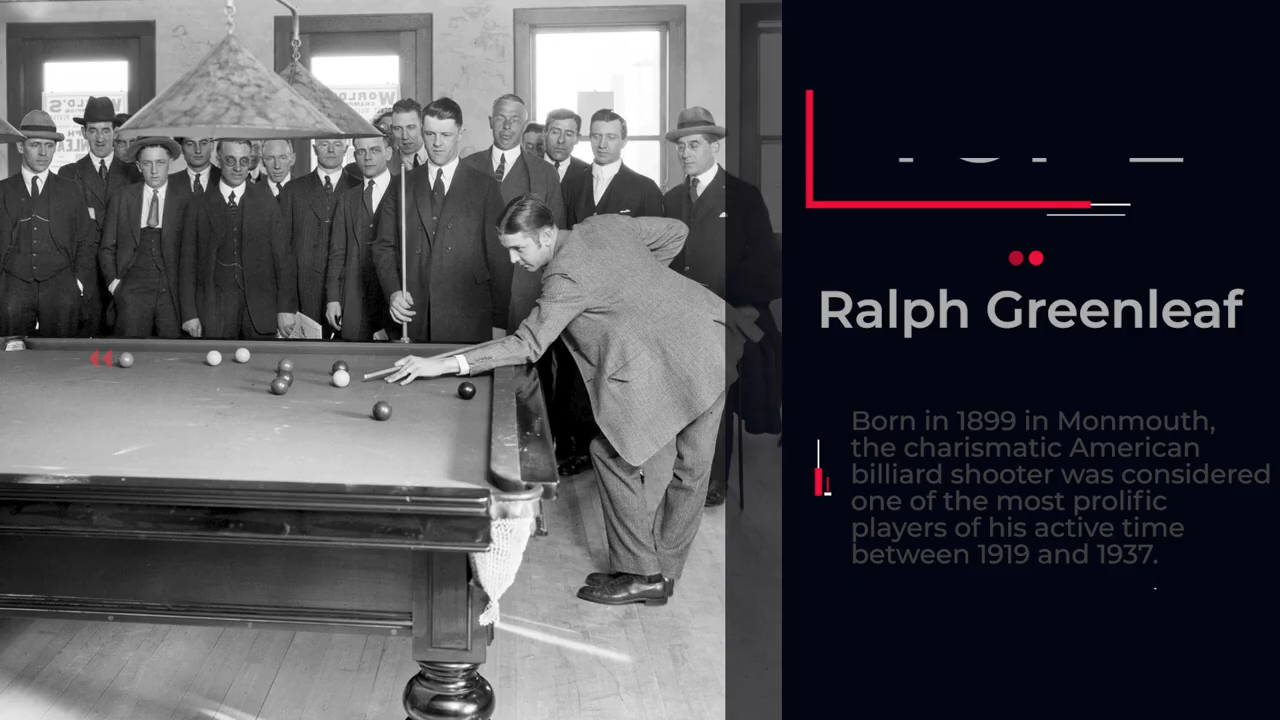 Ralph Greenleaf
Born in 1899 in Monmouth,
the charismatic American
billiard shooter was considered
one of the most prolific
players of his active time
between 1919 and 1937.